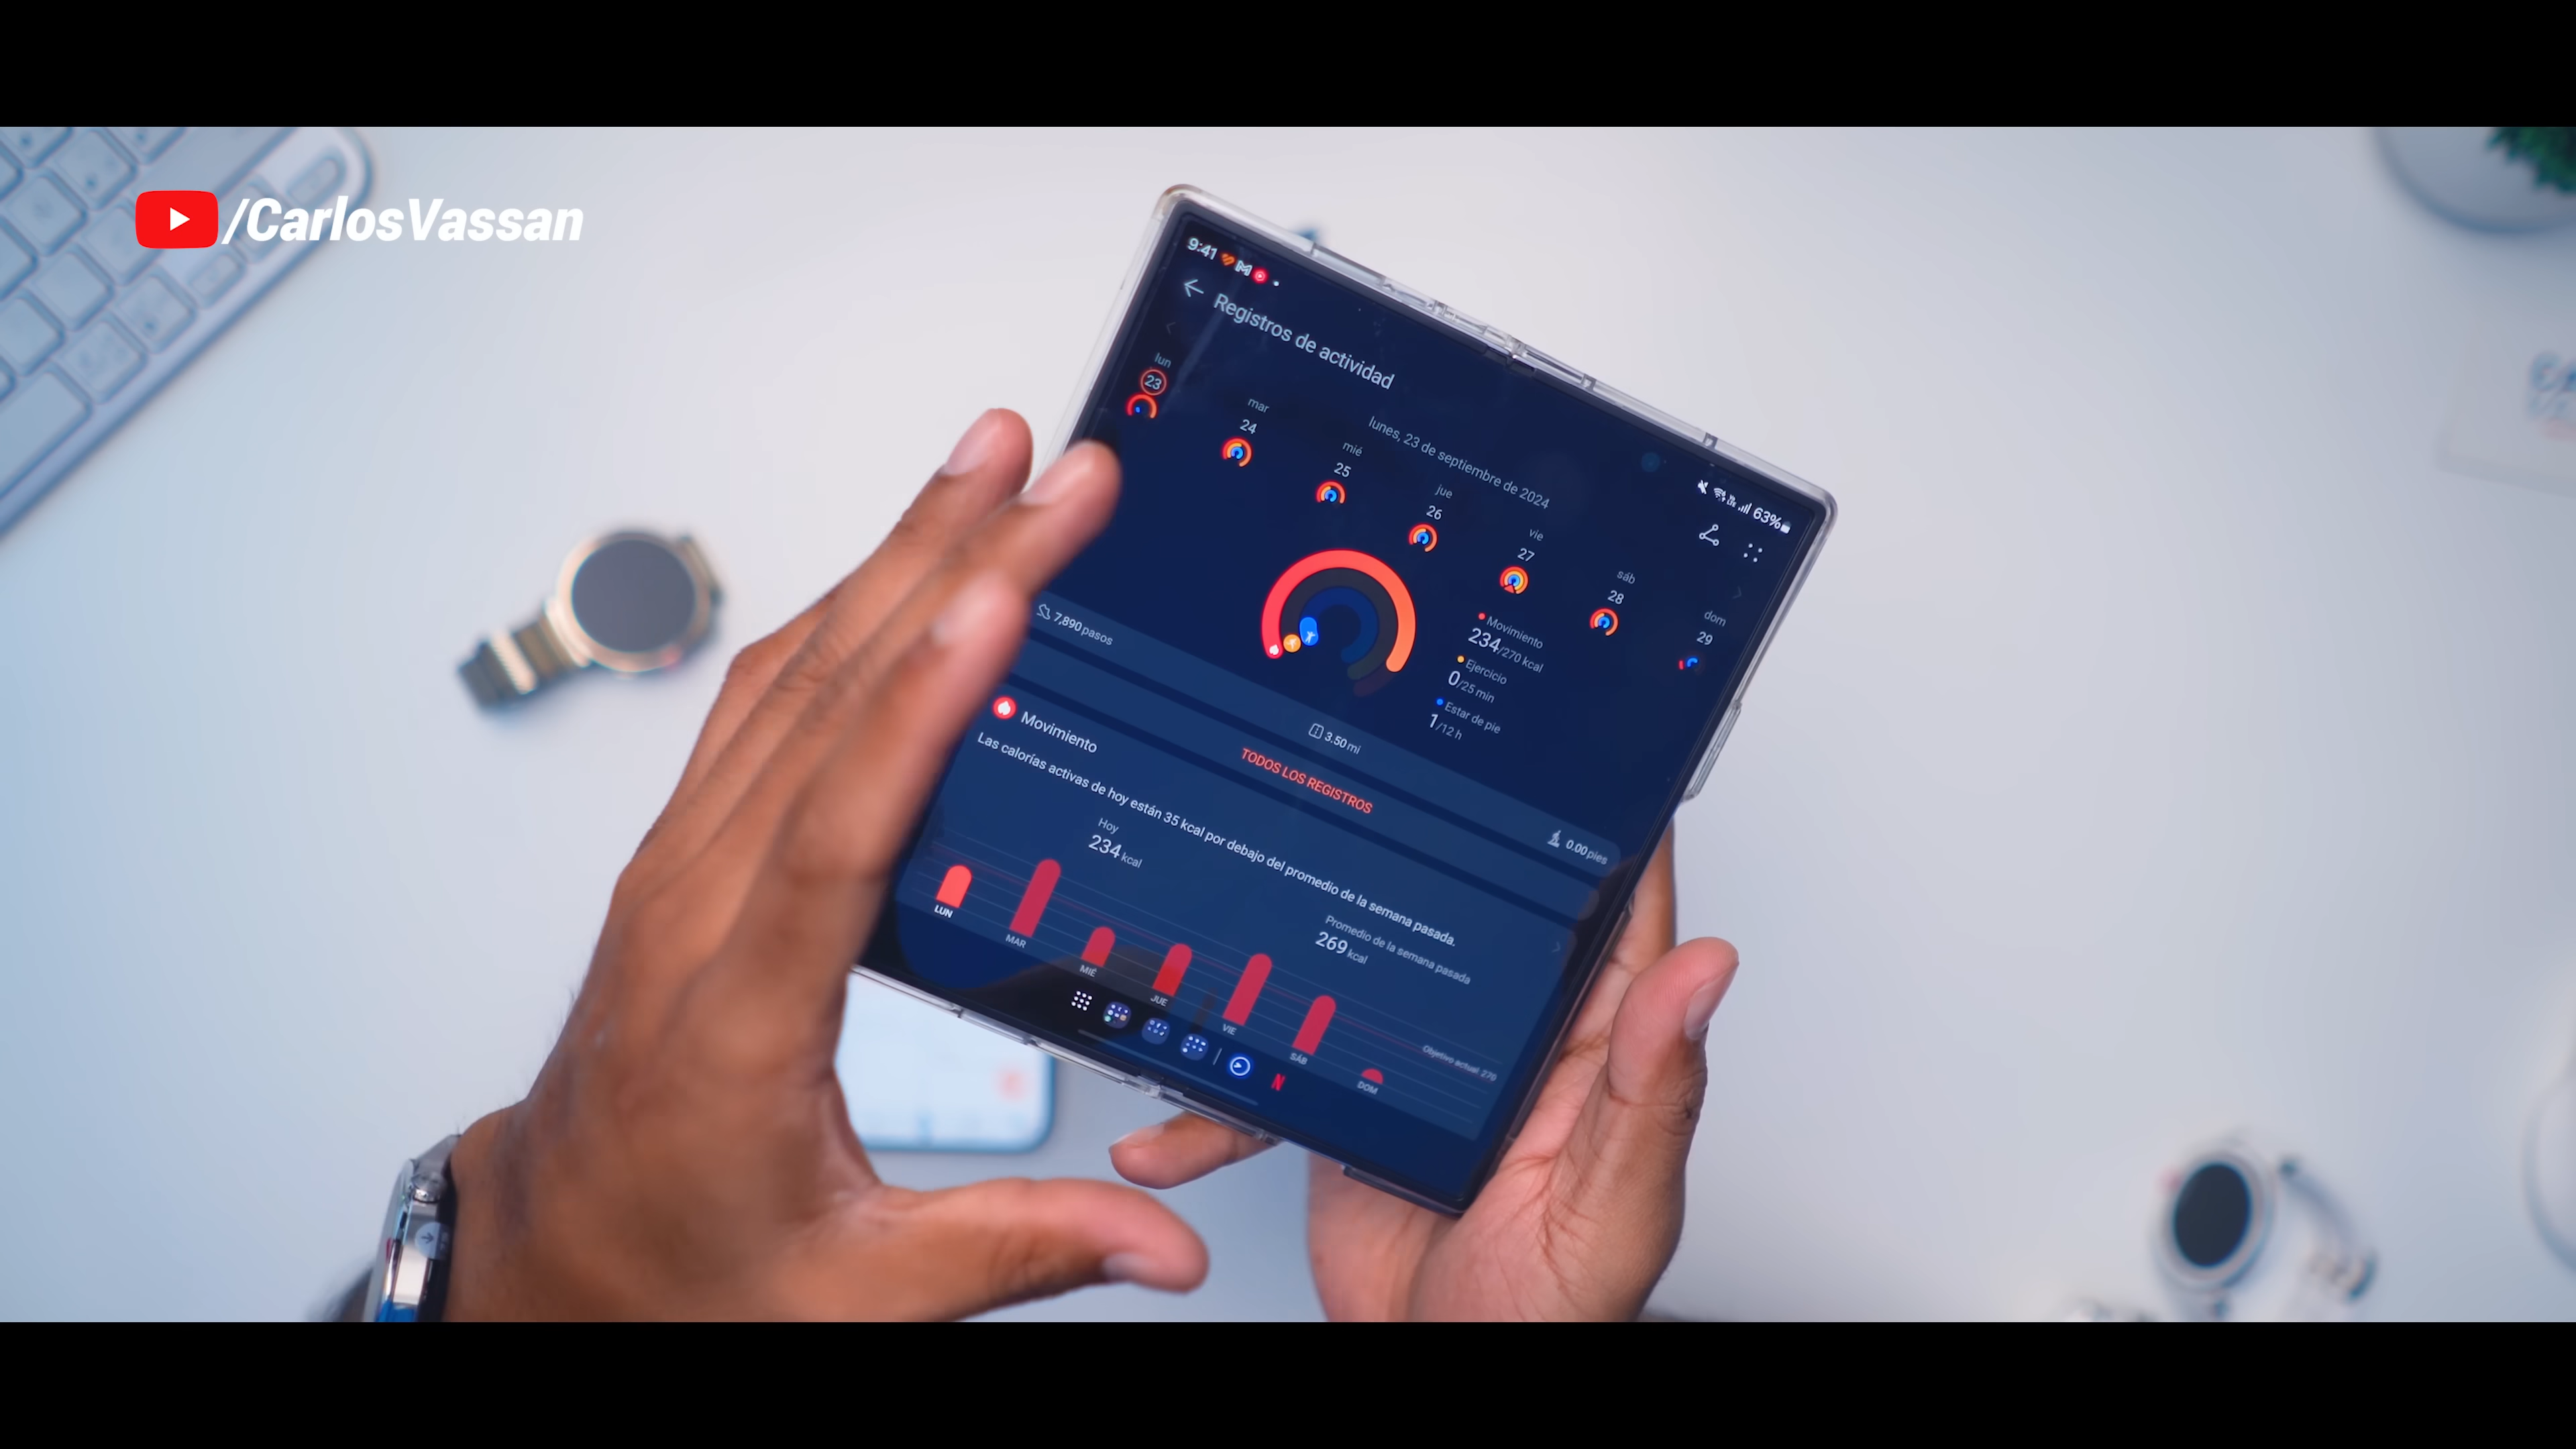 /CarlosVassan
9:41
63%
Registros de actividad
lunes, 23 de septiembre de 2024
lun
23
mar
24
mié
25
jue
26
vie
27
sáb
28
dom
29
Movimiento
234/270 kcal
Ejercicio
0/25 min
Estar de pie
1/12 h
7,890 pasos
3.50 mi
0.00 pies
TODOS LOS REGISTROS
Movimiento
Las calorías activas de hoy están 35 kcal por debajo del promedio de la semana pasada.
Hoy
234 kcal
Promedio de la semana pasada
269 kcal
Objetivo actual: 270
LUN
MAR
MIÉ
JUE
VIE
SÁB
DOM
N